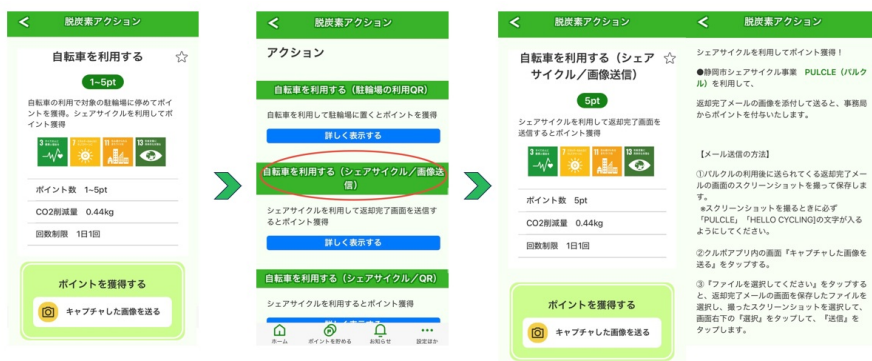 脱炭素アクション
自転車を利用する
1~5pt
自転車の利用で対象の駐輪場に停めてポイ
ントを獲得。シェアサイクルを利用してポ
イント獲得
3
7
11
13
ポイント数 1~5pt
CO2削減量 0.44kg
回数制限 1日1回
ポイントを獲得する
キャプチャした画像を送る
脱炭素アクション
アクション
自転車を利用する（駐輪場の利用QR）
自転車を利用して駐輪場に置くとポイントを獲得
詳しく表示する
自転車を利用する（シェアサイクル／画像送
信）
シェアサイクルを利用して返却完了画面を送信す
るとポイント獲得
詳しく表示する
自転車を利用する（シェアサイクル／QR）
シェアサイクルを利用するとポイント獲得
ホーム
ポイントを貯める
お知らせ
設定ほか
脱炭素アクション
自転車を利用する（シェア
サイクル／画像送信）
5pt
シェアサイクルを利用して返却完了画面を
送信するとポイント獲得
3
7
11
13
ポイント数 5pt
CO2削減量 0.44kg
回数制限 1日1回
ポイントを獲得する
キャプチャした画像を送る
脱炭素アクション
シェアサイクルを利用してポイント獲得！
●静岡市シェアサイクル事業 PULCLE（パルク
ル）を利用して、
返却完了メールの画像を添付して送ると、事務局
からポイントを付与いたします。
【メール送信の方法】
①パルクルの利用後に送られてくる返却完了メー
ルの画面のスクリーンショットを撮って保存しま
す。
※スクリーンショットを撮るときに必ず
「PULCLE」「HELLO CYCLING]の文字が入る
ようにしてください。
②クルポアプリ内の画面『キャプチャした画像を
送る』をタップする。
③『ファイルを選択してください』をタップする
と、返却完了メールの画面を保存したファイルを
選択し、撮ったスクリーンショットを選択して、
画面右下の『選択』をタップして、『送信』を
タップします。